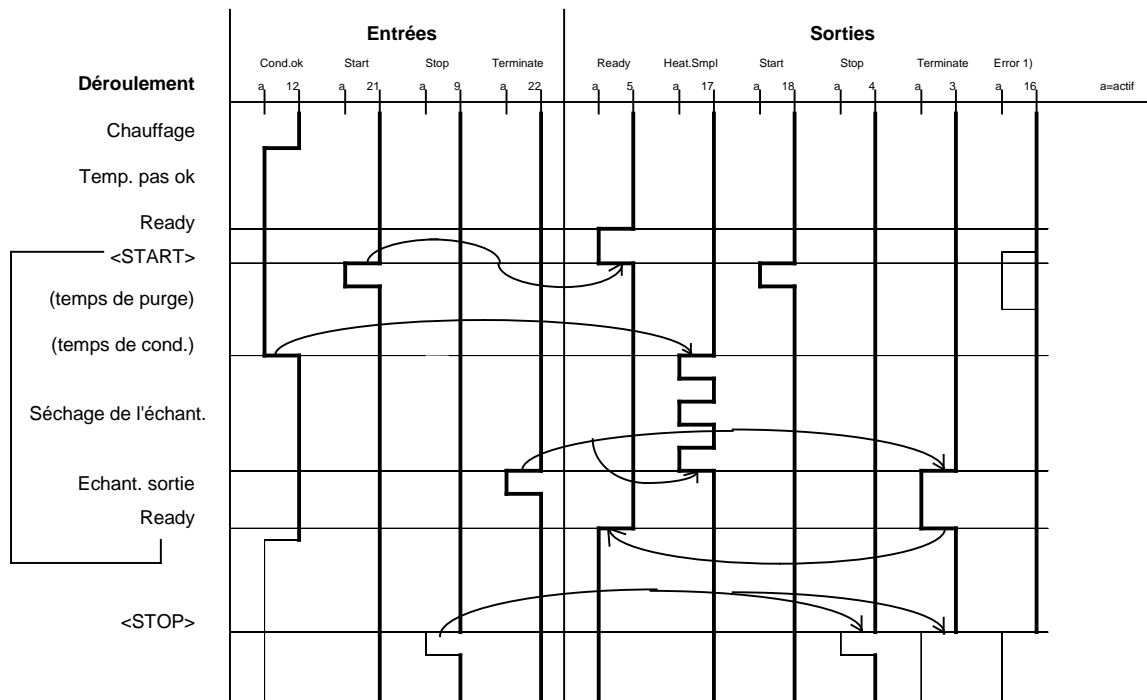 Entrées Sorties
Cond.ok Start Stop Terminate Ready Heat.Smpl Start Stop Terminate Error 1)
Déroulement a 12 a 21 a 9 a 22 a 5 a 17 a 18 a 4 a 3 a 16 a=actif
Chauffage
Temp. pas ok
Ready
<START>
(temps de purge)
(temps de cond.)
Séchage de l'échant.
Echant. sortie
Ready
<STOP>